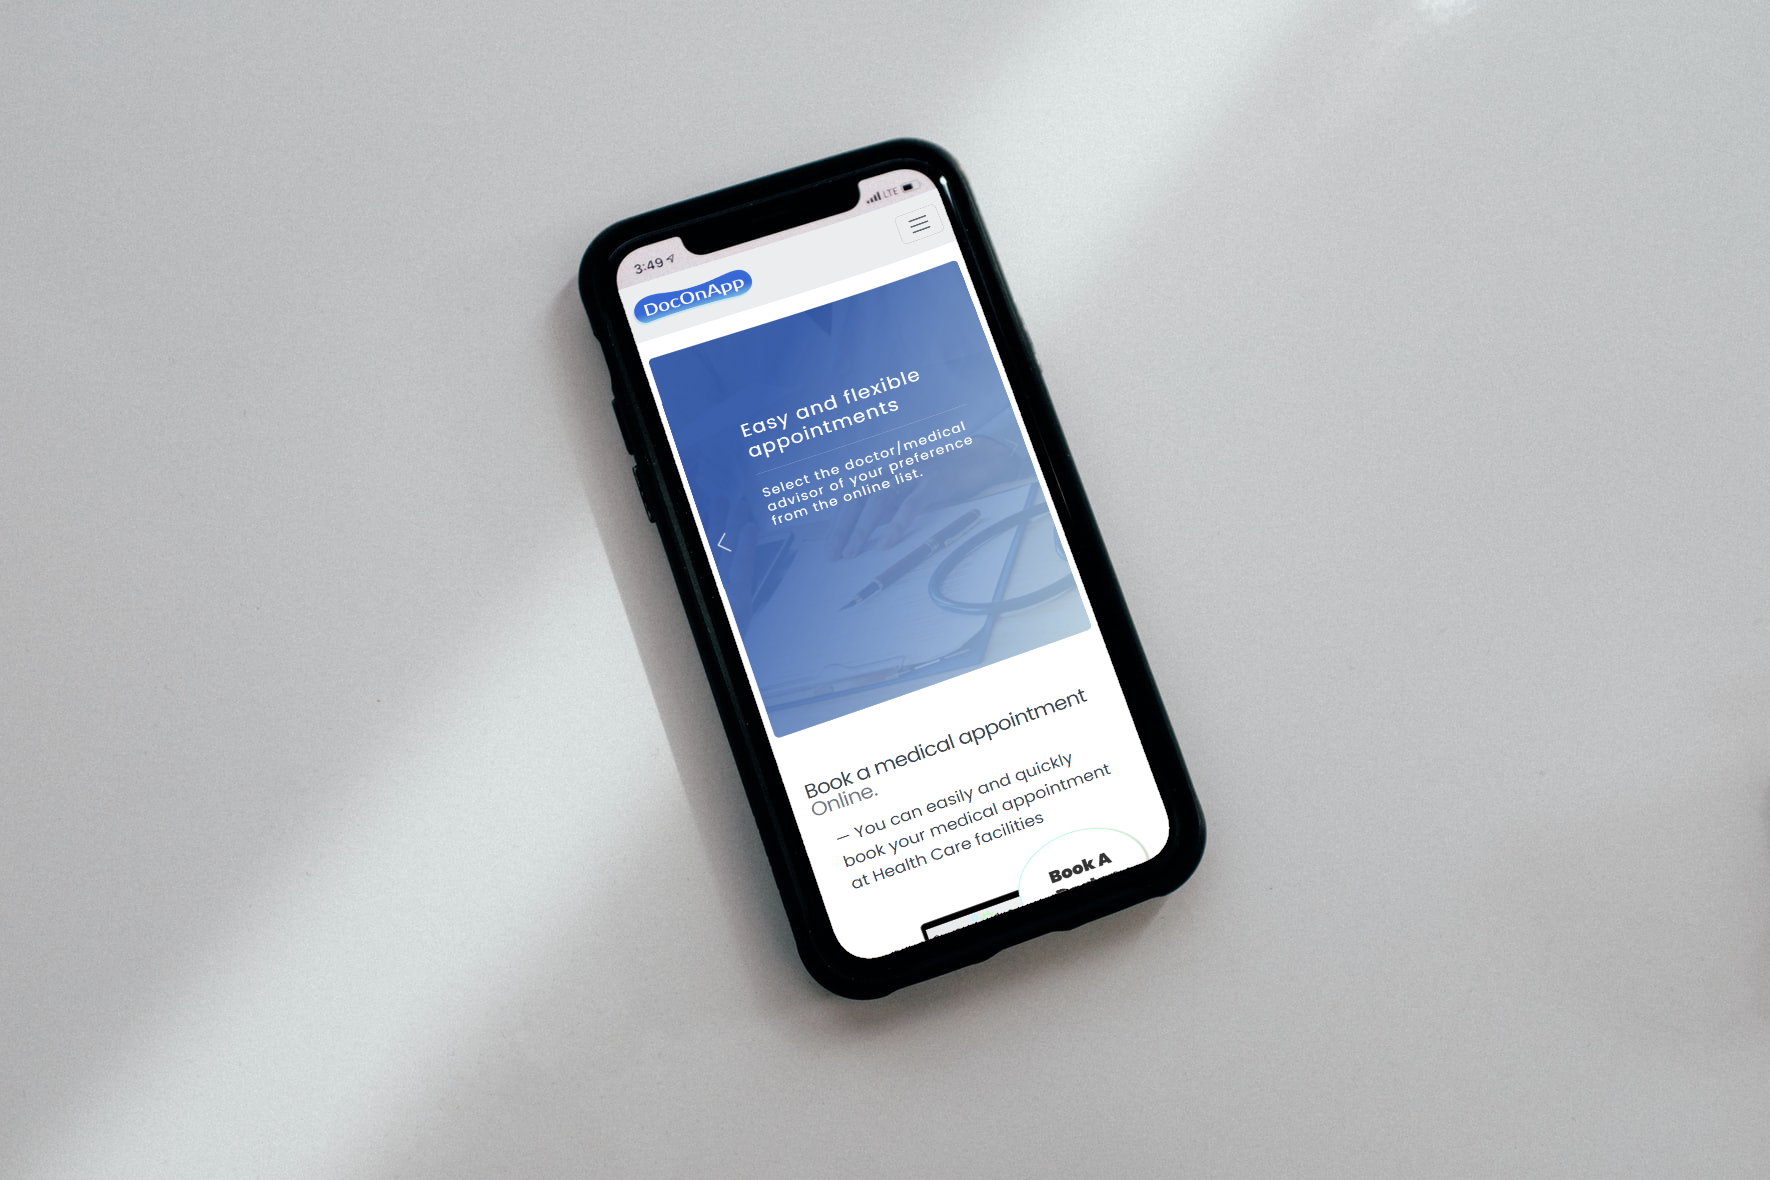 3:49
LTE
DocOnApp
Easy and flexible
appointments
Select the doctor/medical
advisor of your preference
from the online list.
Book a medical appointment
Online.
— You can easily and quickly
book your medical appointment
at Health Care facilities
Book A